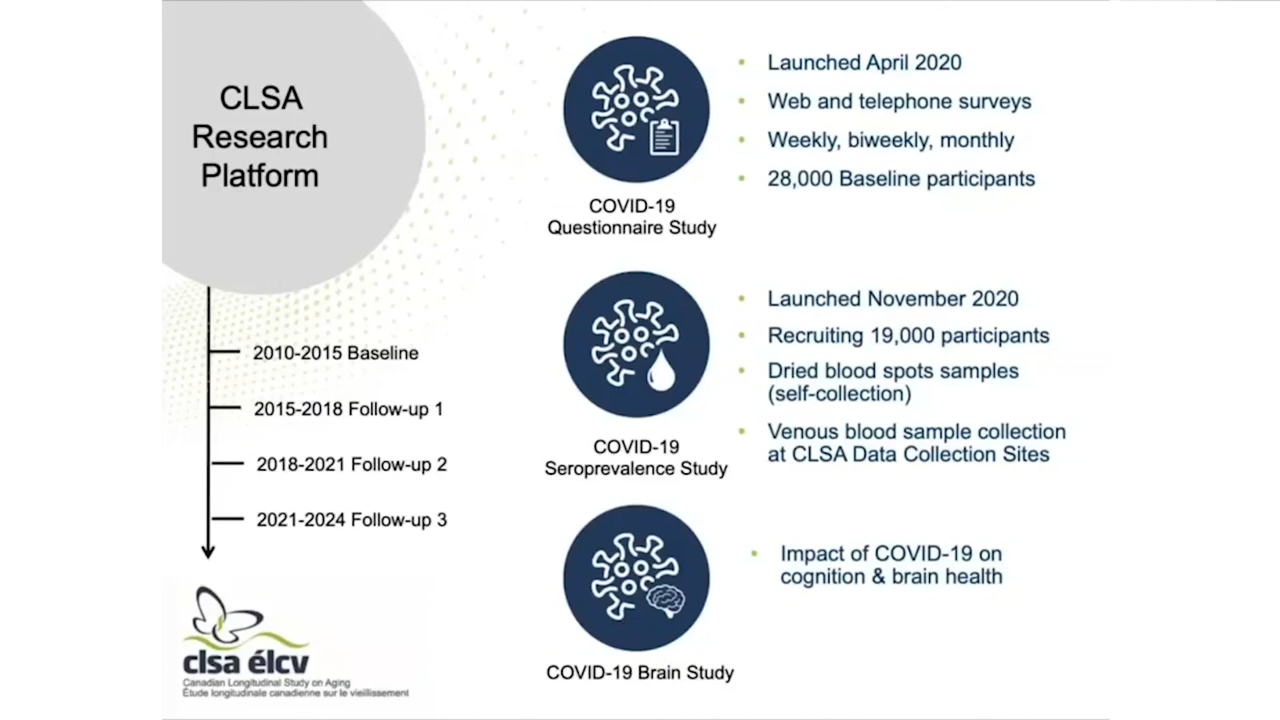 CLSA
Research
Platform
2010-2015 Baseline
2015-2018 Follow-up 1
2018-2021 Follow-up 2
2021-2024 Follow-up 3
clsa élcv
Canadian Longitudinal Study on Aging
Étude longitudinale canadienne sur le vieillissement
COVID-19
Questionnaire Study
• Launched April 2020
• Web and telephone surveys
• Weekly, biweekly, monthly
• 28,000 Baseline participants
COVID-19
Seroprevalence Study
• Launched November 2020
• Recruiting 19,000 participants
• Dried blood spots samples
(self-collection)
• Venous blood sample collection
at CLSA Data Collection Sites
COVID-19 Brain Study
• Impact of COVID-19 on
cognition & brain health